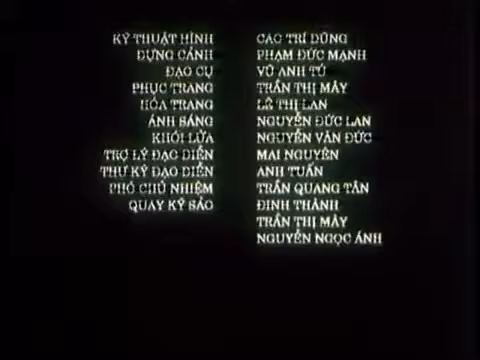 KỸ THUẬT HÌNH CAO TRÍ DŨNG
DỰNG CẢNH PHẠM ĐỨC MẠNH
ĐẠO CỤ VŨ ANH TÚ
PHỤC TRANG TRẦN THỊ MÂY
HÓA TRANG LÊ THỊ LAN
ÁNH SÁNG NGUYỄN ĐỨC LAN
KHÓI LỬA NGUYỄN VĂN ĐỨC
TRỢ LÝ ĐẠO DIỄN MAI NGUYÊN
THƯ KÝ ĐẠO DIỄN ANH TUẤN
PHÓ CHỦ NHIỆM TRẦN QUANG TÂN
QUAY KỸ SẢO ĐINH THÀNH
TRẦN THỊ MÂY
NGUYỄN NGỌC ÁNH